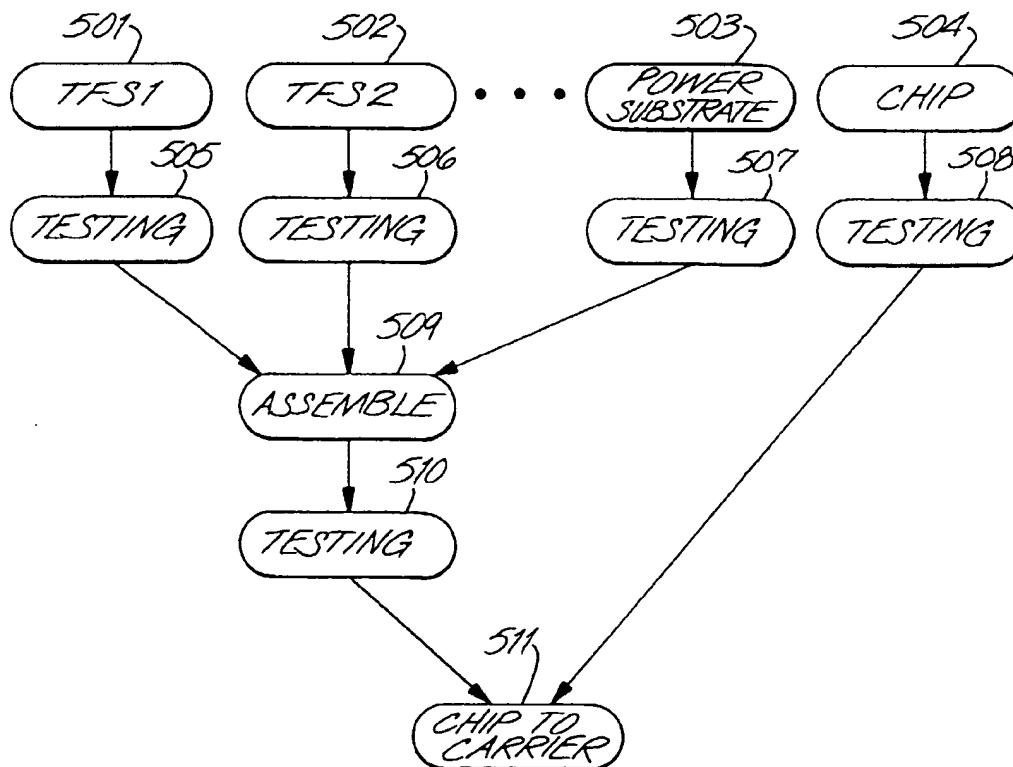 501
502
503
504
TFS1
TFS2
POWER
SUBSTRATE
CHIP
505
506
507
508
TESTING
TESTING
TESTING
TESTING
509
ASSEMBLE
510
TESTING
511
CHIP TO
CARRIER